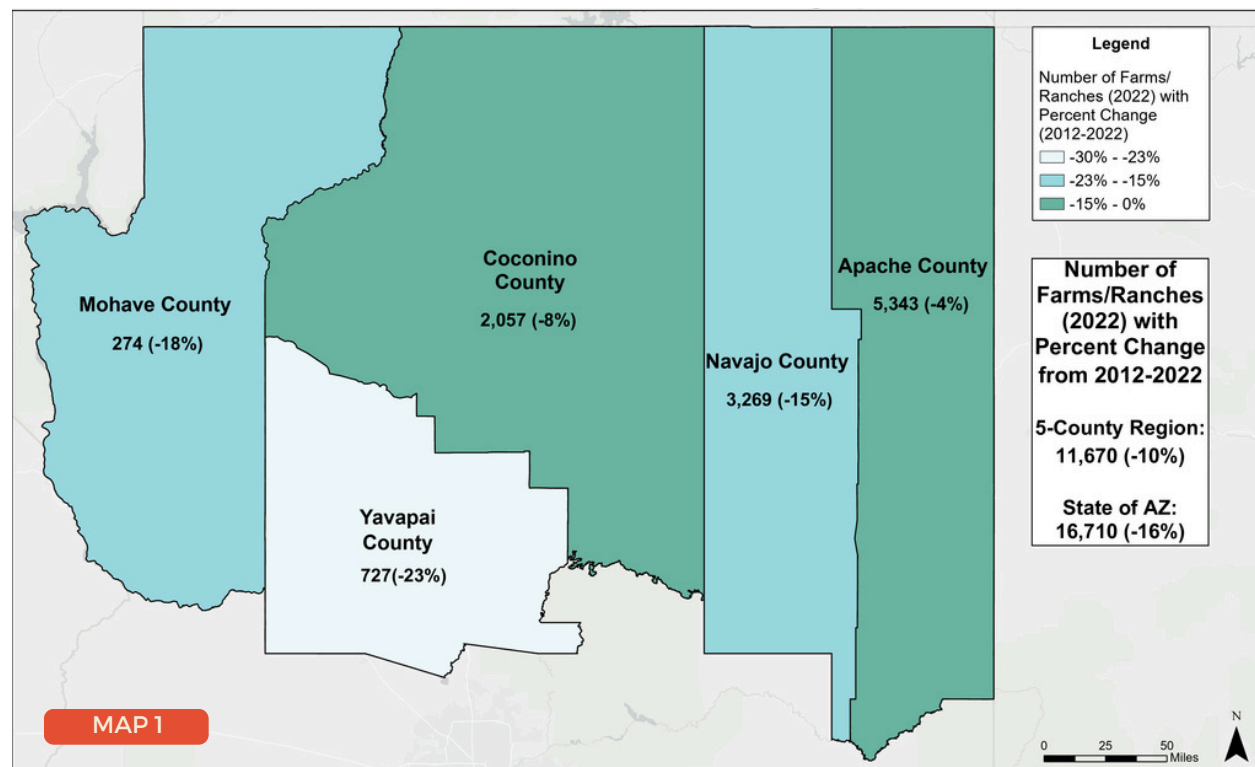 Mohave County
274 (-18%)
Coconino
County
2,057 (-8%)
Yavapai
County
727(-23%)
Navajo County
3,269 (-15%)
Apache County
5,343 (-4%)
Legend
Number of Farms/
Ranches (2022) with
Percent Change
(2012-2022)
-30% - -23%
-23% - -15%
-15% - 0%
Number of
Farms/Ranches
(2022) with
Percent Change
from 2012-2022
5-County Region:
11,670 (-10%)
State of AZ:
16,710 (-16%)
MAP 1
N
0 25 50
Miles